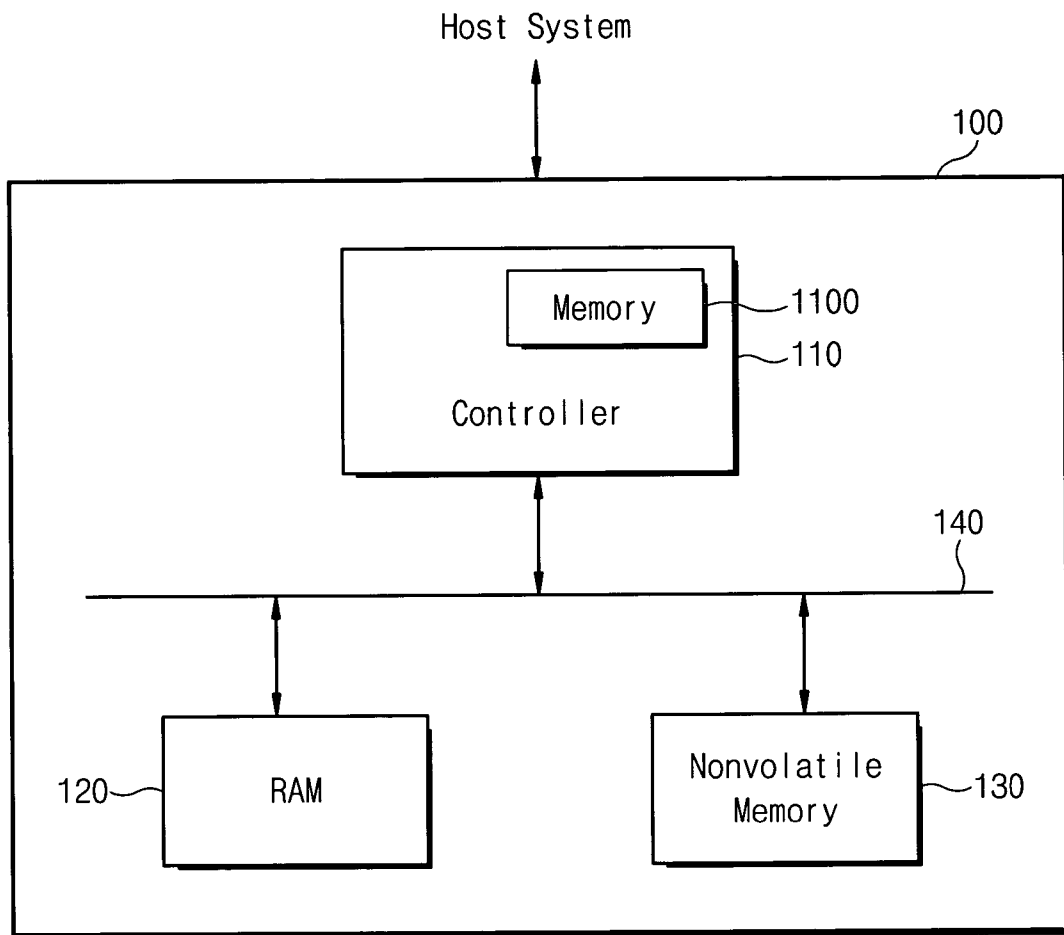 Host System
100
Memory
1100
110
Controller
140
120
RAM
Nonvolatile
Memory
130